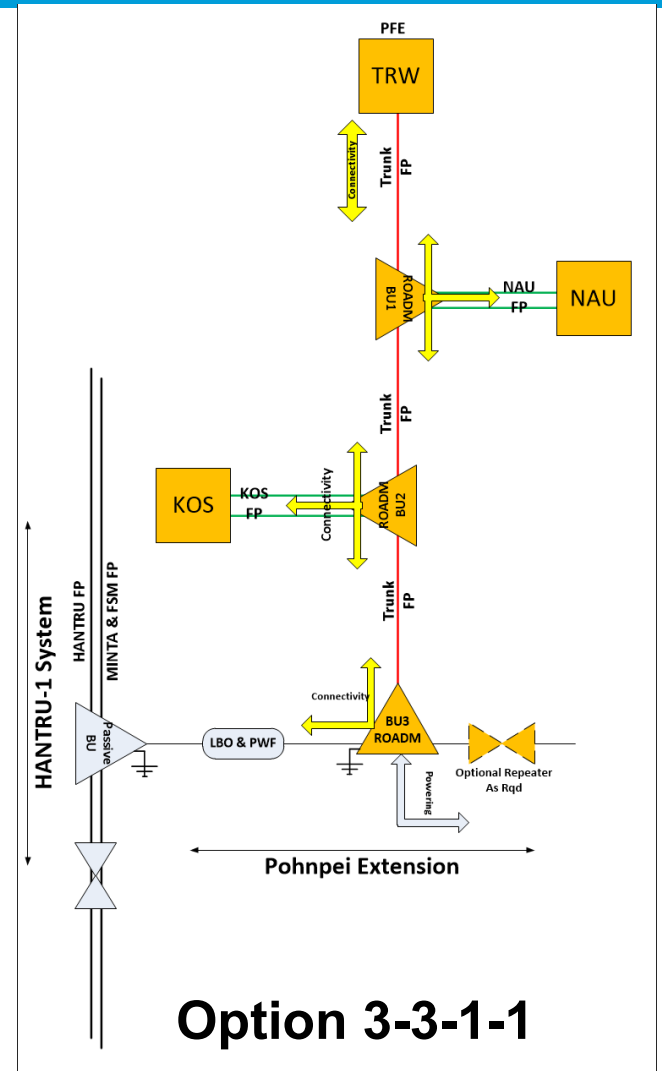 PFE
TRW
Connectivity
Trunk
FP
ROADM
BU1
NAU
FP
NAU
Trunk
FP
KOS
KOS
FP
Connectivity
ROADM
BU2
Trunk
FP
HANTRU-1 System
HANTRU FP
MINTA & FSM FP
Passive
BU
LBO & PWF
Connectivity
BU3
ROADM
Optional Repeater
As Rqd
Powering
Pohnpei Extension
Option 3-3-1-1